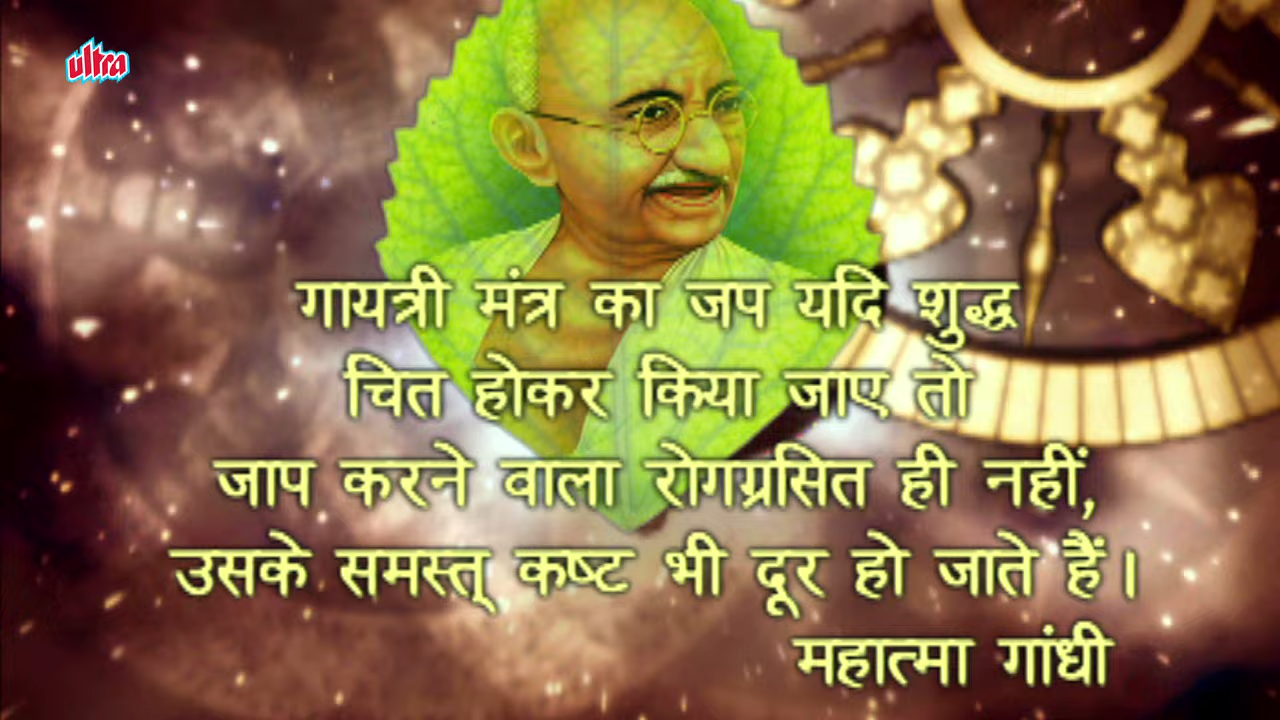 ultra
गायत्री मंत्र का जप यदि शुद्ध
चित होकर किया जाए तो
जाप करने वाला रोगग्रसित ही नहीं,
उसके समस्त् कष्ट भी दूर हो जाते हैं।
महात्मा गांधी